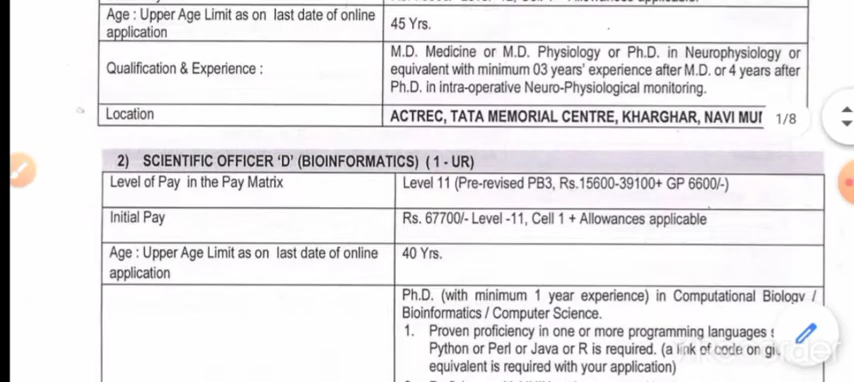 Age : Upper Age Limit as on last date of online
application
45 Yrs.
Qualification & Experience :
M.D. Medicine or M.D. Physiology or Ph.D. in Neurophysiology or
equivalent with minimum 03 years' experience after M.D. or 4 years after
Ph.D. in intra-operative Neuro-Physiological monitoring.
Location
ACTREC, TATA MEMORIAL CENTRE, KHARGHAR, NAVI
1/8
2) SCIENTIFIC OFFICER 'D' (BIOINFORMATICS) ( 1 - UR)
Level of Pay in the Pay Matrix
Level 11 (Pre-revised PB3, Rs.15600-39100+ GP 6600/-)
Initial Pay
Rs. 67700/- Level -11, Cell 1 + Allowances applicable
Age : Upper Age Limit as on last date of online
application
40 Yrs.
Ph.D. (with minimum 1 year experience) in Computational Biology /
Bioinformatics / Computer Science.
1. Proven proficiency in one or more programming languages
Python or Perl or Java or R is required. (a link of code on
equivalent is required with your application)